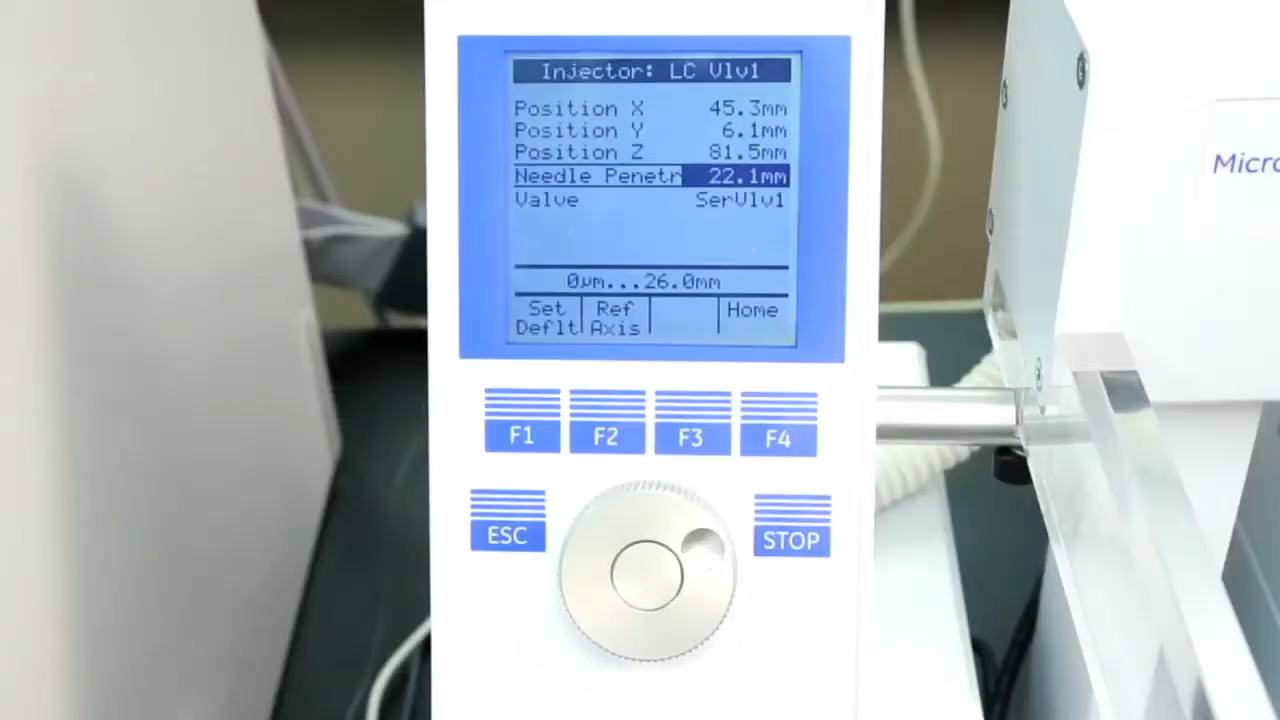 Injector: LC Vlv1
Position X 45.3mm
Position Y 6.1mm
Position Z 81.5mm
Needle Penetr 22.1mm
Valve SerVlv1
0µm...26.0mm
Set Deflt Ref Axis Home
F1 F2 F3 F4
ESC STOP